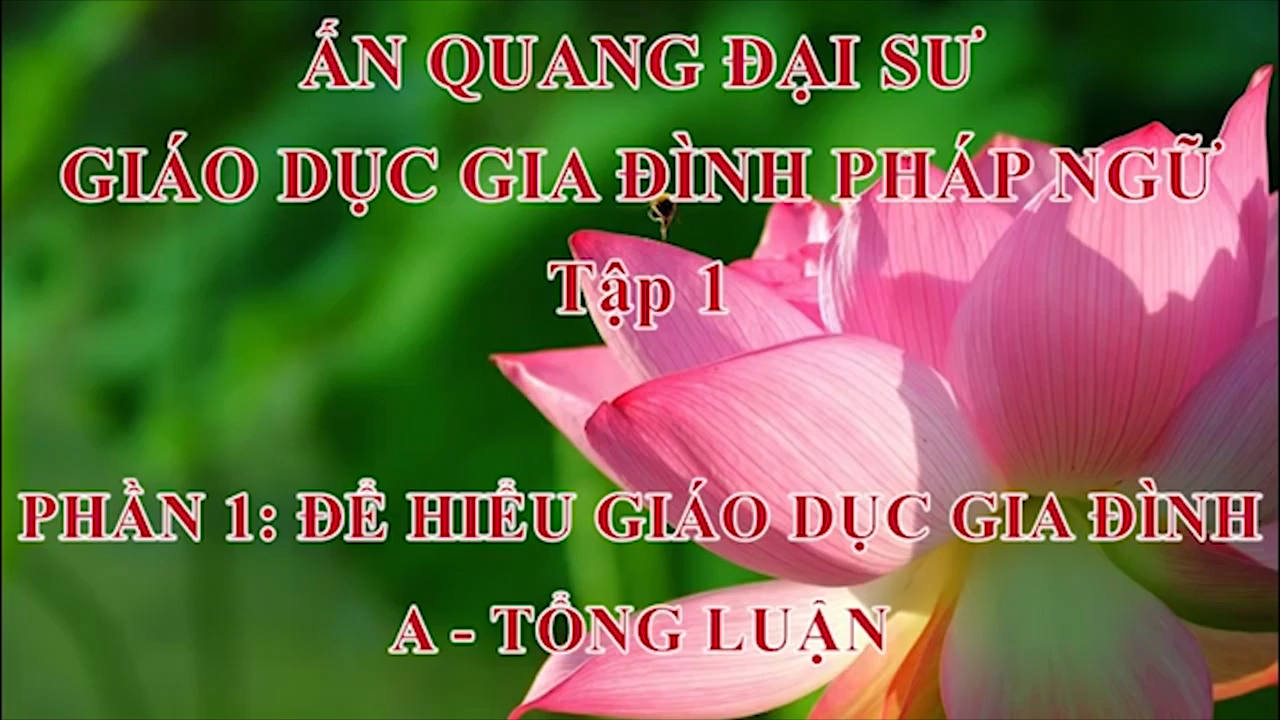 ẤN QUANG ĐẠI SƯ
GIÁO DỤC GIA ĐÌNH PHÁP NGỮ
Tập 1
PHẦN 1: ĐỂ HIỂU GIÁO DỤC GIA ĐÌNH
A - TỔNG LUẬN